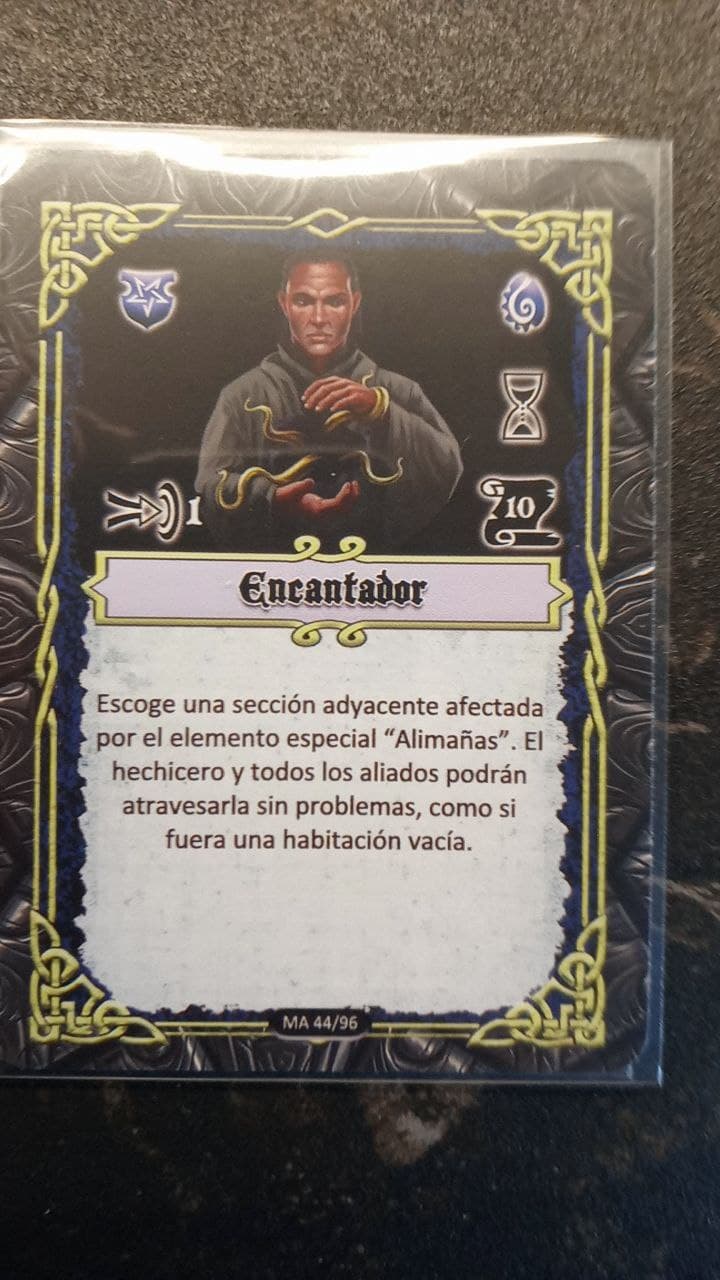 1
10
Encantador
Escoge una sección adyacente afectada
por el elemento especial “Alimañas”. El
hechicero y todos los aliados podrán
atravesarla sin problemas, como si
fuera una habitación vacía.
MA 44/96